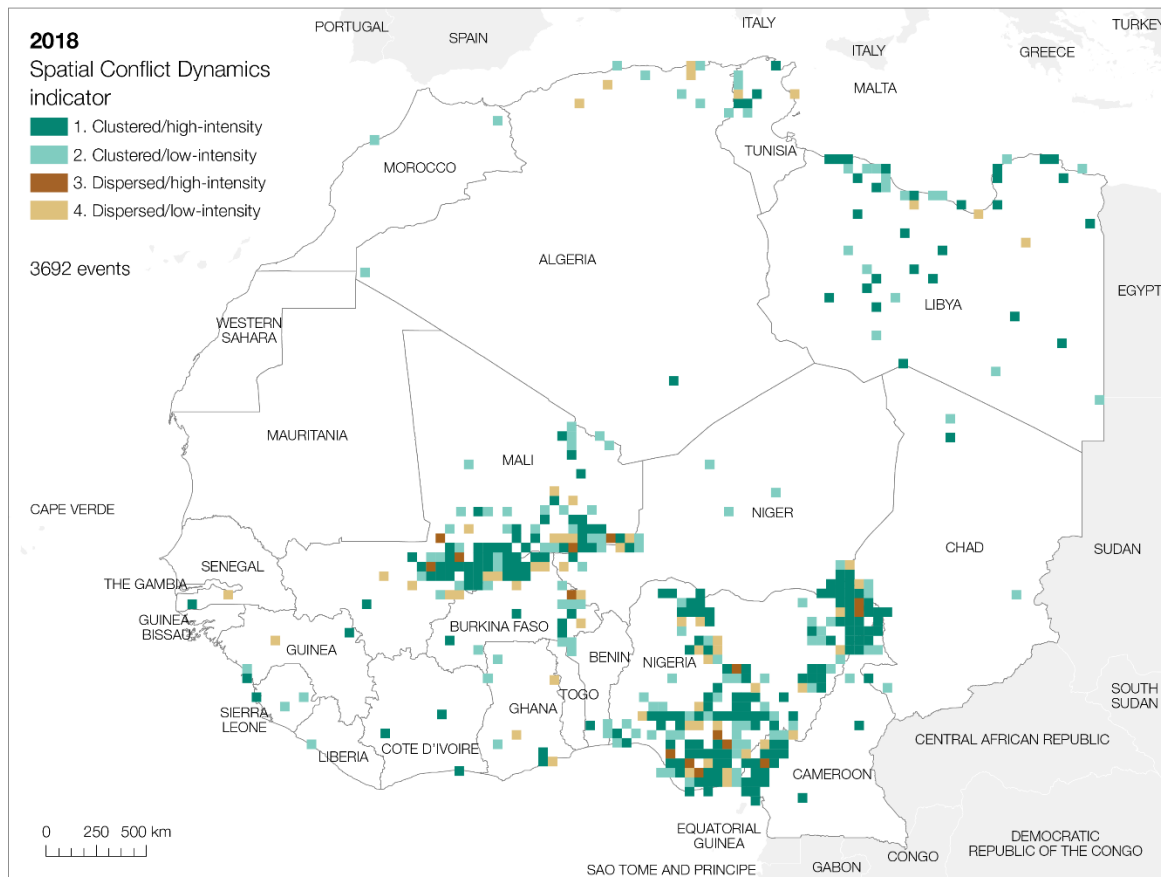 2018
Spatial Conflict Dynamics
indicator
1. Clustered/high-intensity
2. Clustered/low-intensity
3. Dispersed/high-intensity
4. Dispersed/low-intensity
3692 events
PORTUGAL
SPAIN
ITALY
ITALY
GREECE
TURKEY
MALTA
TUNISIA
MOROCCO
ALGERIA
LIBYA
EGYPT
WESTERN
SAHARA
MAURITANIA
MALI
NIGER
CHAD
SUDAN
CAPE VERDE
SENEGAL
THE GAMBIA
GUINEA-
BISSAU
GUINEA
BURKINA FASO
BENIN
NIGERIA
SIERRA
LEONE
LIBERIA
COTE D'IVOIRE
GHANA
TOGO
SOUTH
SUDAN
CENTRAL AFRICAN REPUBLIC
CAMEROON
EQUATORIAL
GUINEA
SAO TOME AND PRINCIPE
GABON
CONGO
DEMOCRATIC
REPUBLIC OF THE CONGO
0 250 500 km